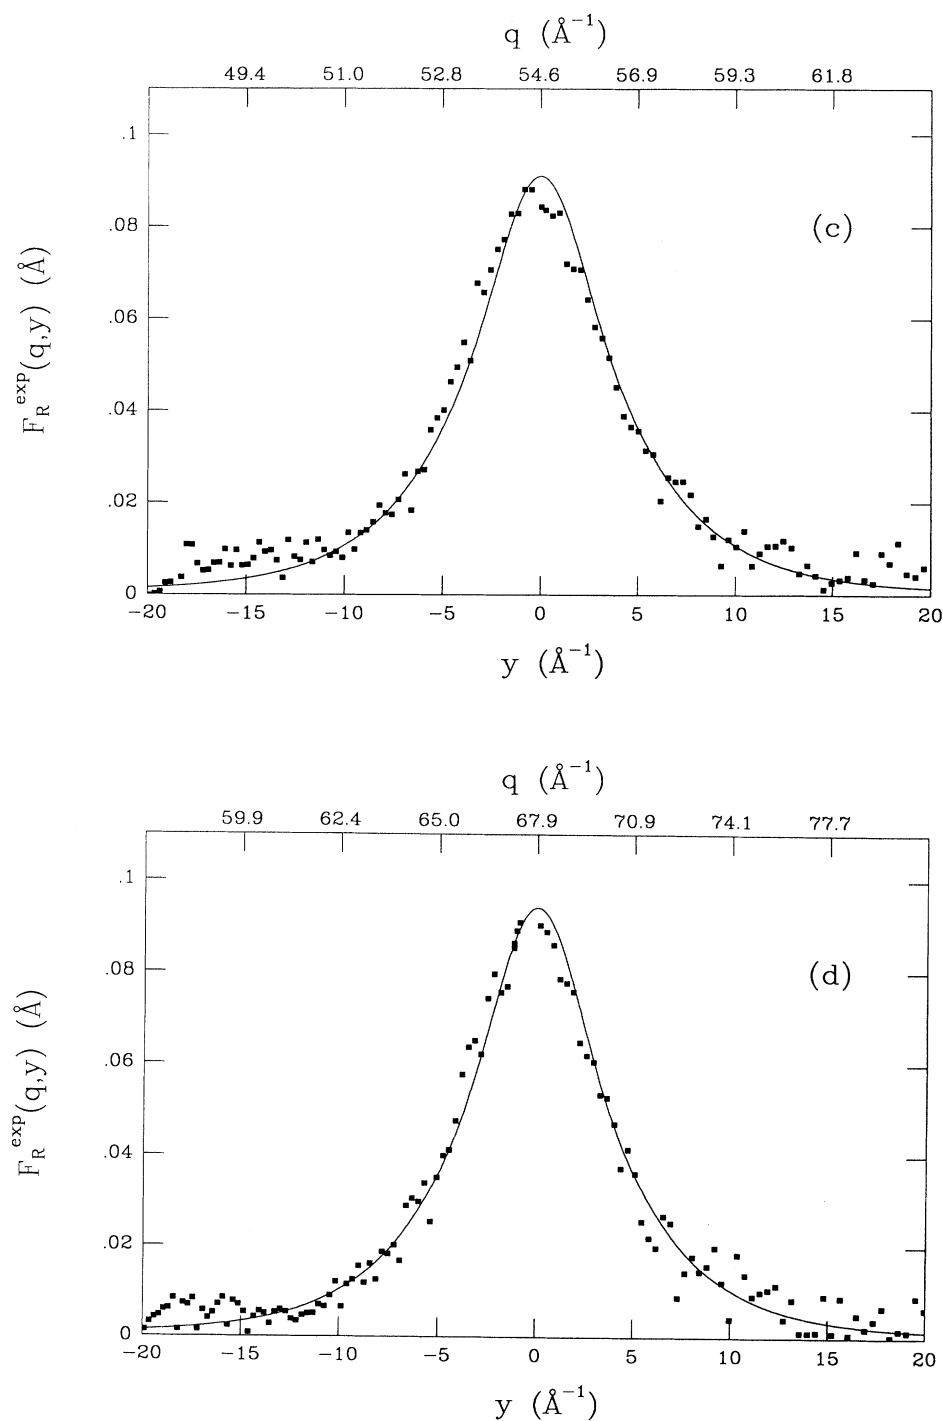 q (Å⁻¹)
49.4 51.0 52.8 54.6 56.9 59.3 61.8
.1
.08
.06
.04
.02
0
F_R^exp(q,y) (Å)
(c)
−20 −15 −10 −5 0 5 10 15 20
y (Å⁻¹)
q (Å⁻¹)
59.9 62.4 65.0 67.9 70.9 74.1 77.7
.1
.08
.06
.04
.02
0
F_R^exp(q,y) (Å)
(d)
−20 −15 −10 −5 0 5 10 15 20
y (Å⁻¹)